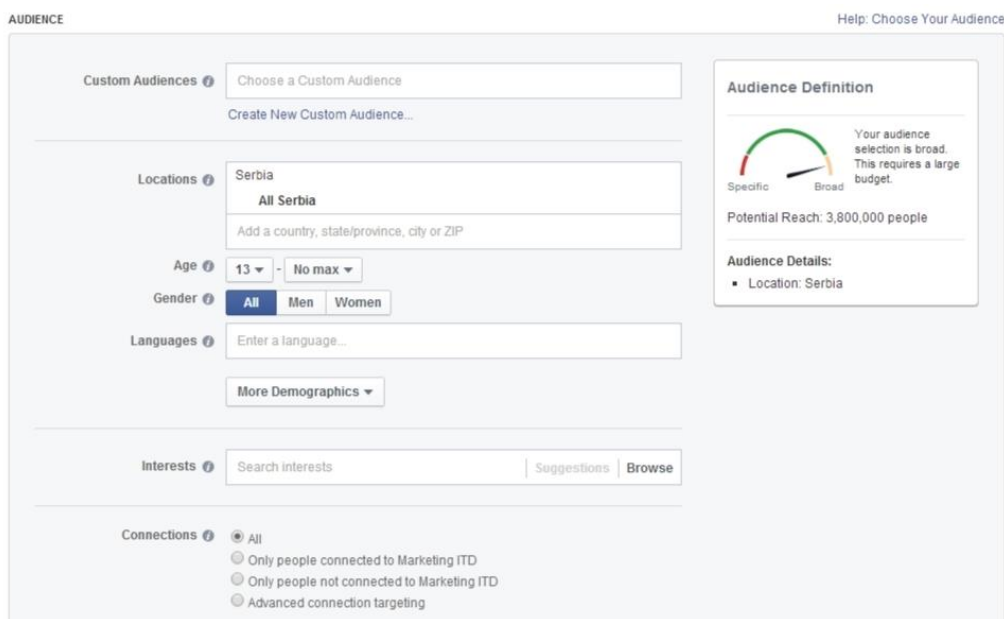 AUDIENCE
Help: Choose Your Audience
Custom Audiences
Choose a Custom Audience
Create New Custom Audience...
Locations
Serbia
All Serbia
Add a country, state/province, city or ZIP
Age
13 - No max
Gender
All Men Women
Languages
Enter a language...
More Demographics
Interests
Search interests Suggestions Browse
Connections
All
Only people connected to Marketing ITD
Only people not connected to Marketing ITD
Advanced connection targeting
Audience Definition
Your audience
selection is broad.
This requires a large
budget.
Specific Broad
Potential Reach: 3,800,000 people
Audience Details:
Location: Serbia